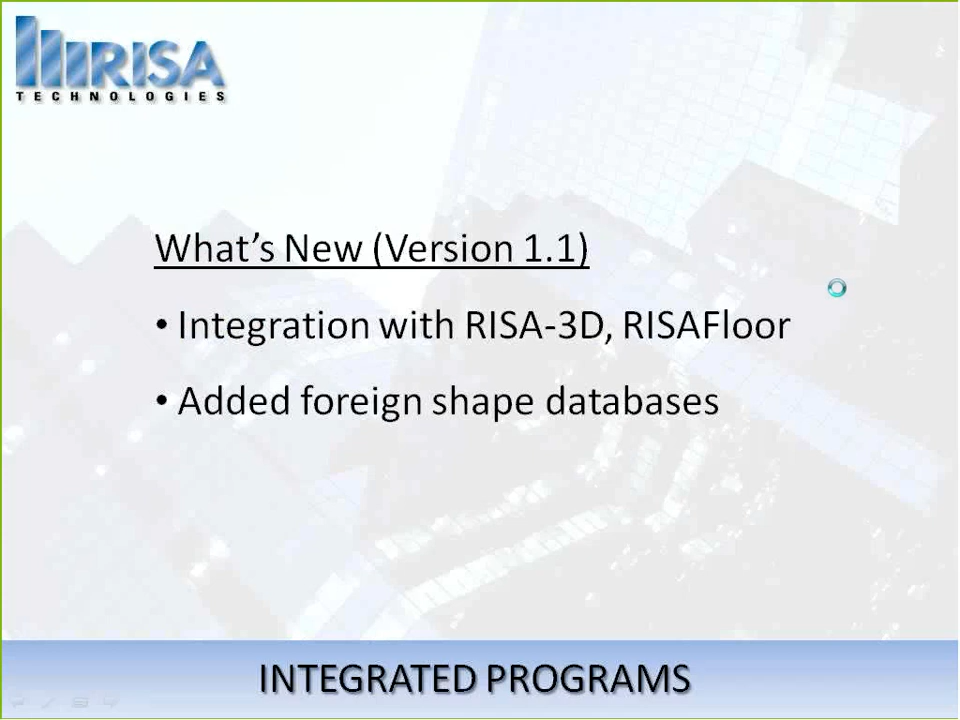 RISA
TECHNOLOGIES
What's New (Version 1.1)
• Integration with RISA-3D, RISAFloor
• Added foreign shape databases
INTEGRATED PROGRAMS